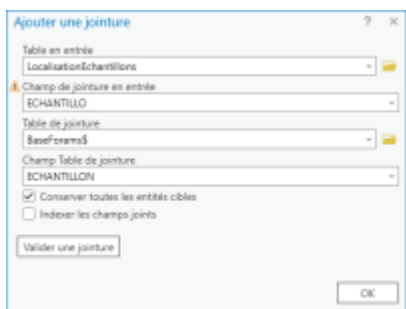 Ajouter une jointure ? ×
Table en entrée
LocalisationEchantillons
Champ de jointure en entrée
ECHANTILLO
Table de jointure
BaseForams$
Champ Table de jointure
ECHANTILLON
Conserver toutes les entités cibles
Indexer les champs joints
Valider une jointure
OK